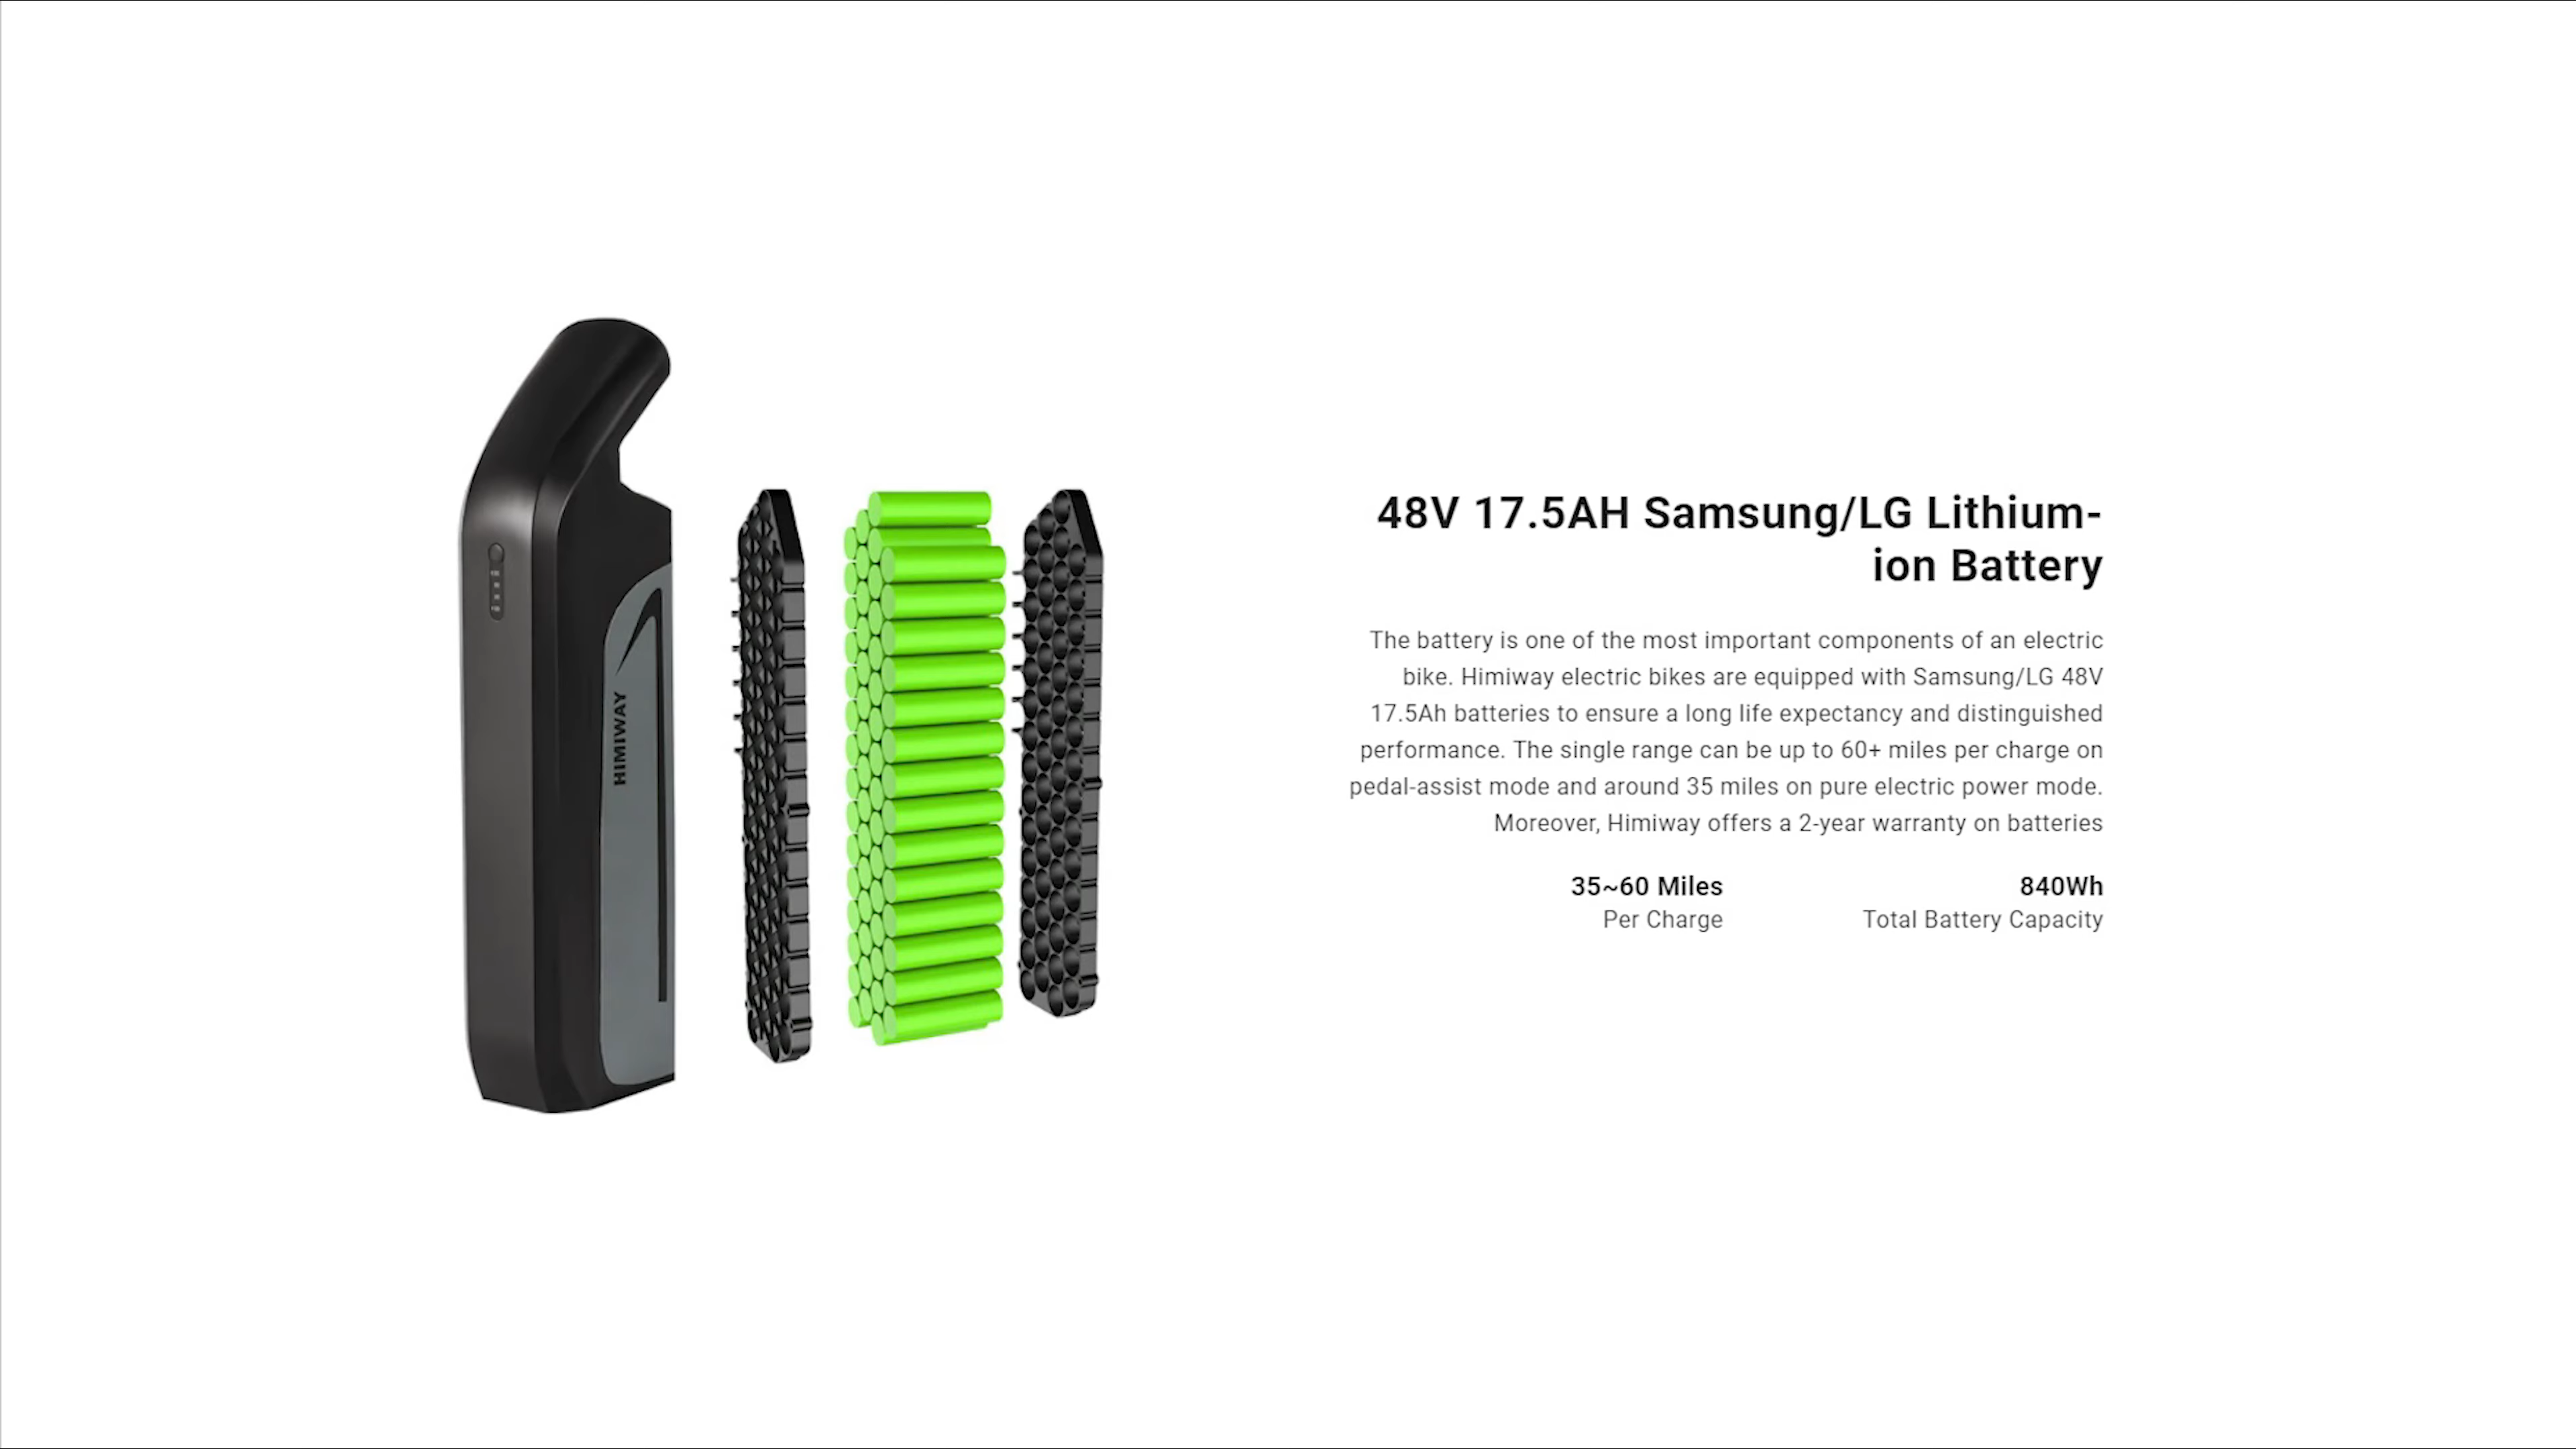 HIMIWAY
48V 17.5AH Samsung/LG Lithium-
ion Battery
The battery is one of the most important components of an electric
bike. Himiway electric bikes are equipped with Samsung/LG 48V
17.5Ah batteries to ensure a long life expectancy and distinguished
performance. The single range can be up to 60+ miles per charge on
pedal-assist mode and around 35 miles on pure electric power mode.
Moreover, Himiway offers a 2-year warranty on batteries
35~60 Miles
Per Charge
840Wh
Total Battery Capacity